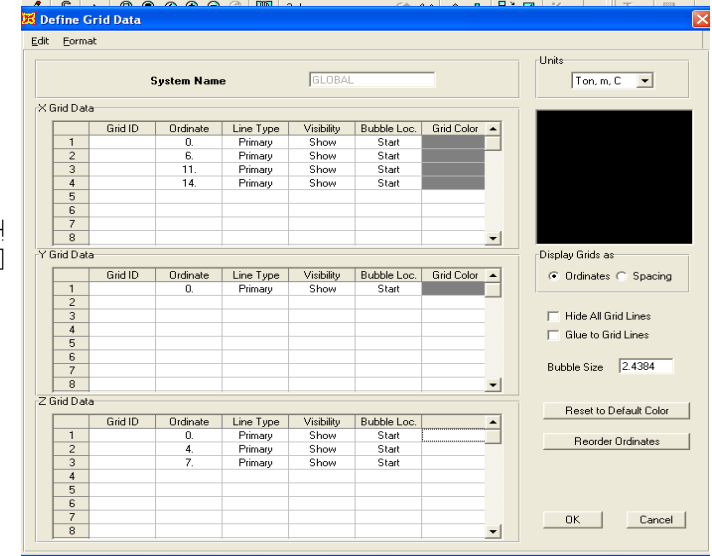 Define Grid Data
Edit Format
System Name GLOBAL
Units
Ton, m, C
X Grid Data
Grid ID Ordinate Line Type Visibility Bubble Loc. Grid Color
1 0. Primary Show Start
2 6. Primary Show Start
3 11. Primary Show Start
4 14. Primary Show Start
5
6
7
8
Y Grid Data
Grid ID Ordinate Line Type Visibility Bubble Loc. Grid Color
1 0. Primary Show Start
2
3
4
5
6
7
8
Display Grids as
Ordinates Spacing
Hide All Grid Lines
Glue to Grid Lines
Bubble Size 2.4384
Z Grid Data
Grid ID Ordinate Line Type Visibility Bubble Loc.
1 0. Primary Show Start
2 4. Primary Show Start
3 7. Primary Show Start
4
5
6
7
8
Reset to Default Color
Reorder Ordinates
OK Cancel